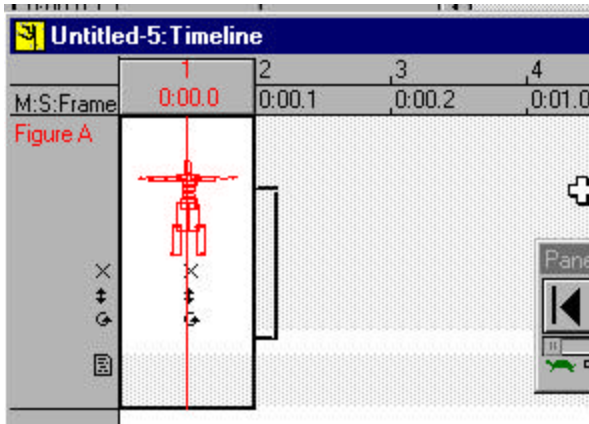 Untitled-5:Timeline
1 2 3 4
M:S:Frame 0:00.0 0:00.1 0:00.2 0:01.0
Figure A
Pane